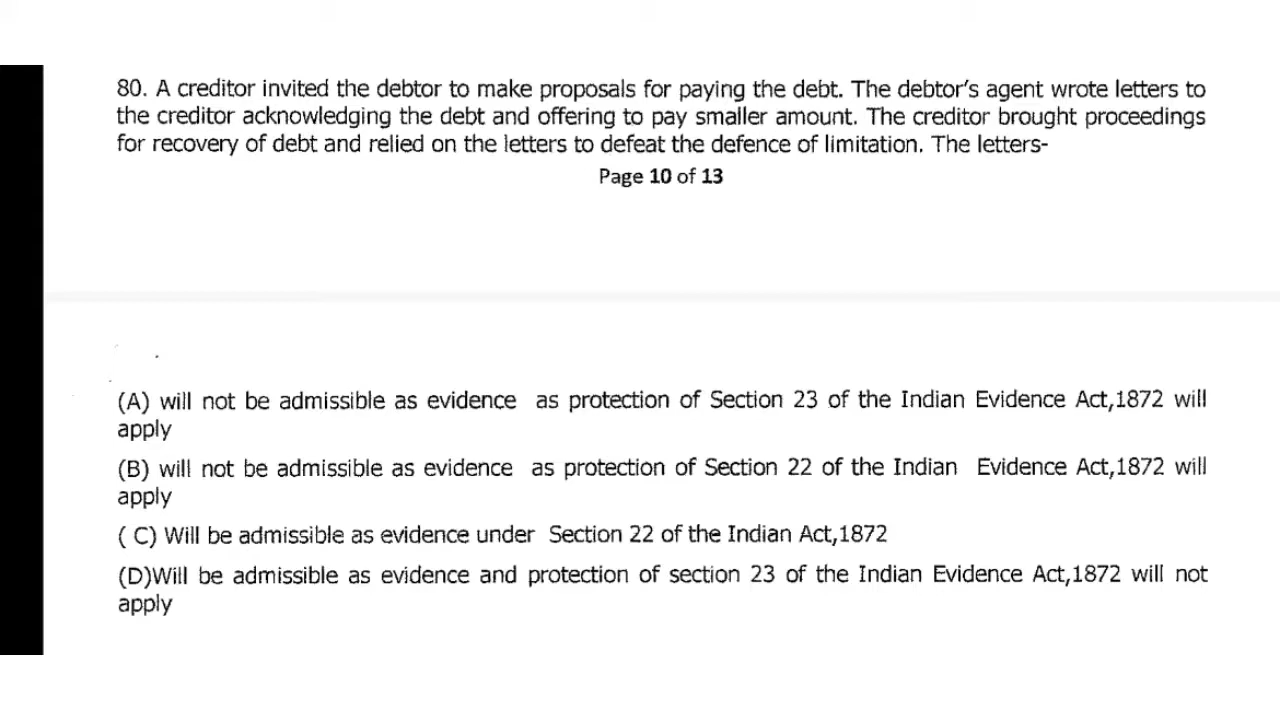 80. A creditor invited the debtor to make proposals for paying the debt. The debtor's agent wrote letters to
the creditor acknowledging the debt and offering to pay smaller amount. The creditor brought proceedings
for recovery of debt and relied on the letters to defeat the defence of limitation. The letters-
Page 10 of 13
(A) will not be admissible as evidence as protection of Section 23 of the Indian Evidence Act,1872 will
apply
(B) will not be admissible as evidence as protection of Section 22 of the Indian Evidence Act,1872 will
apply
( C) Will be admissible as evidence under Section 22 of the Indian Act,1872
(D)Will be admissible as evidence and protection of section 23 of the Indian Evidence Act,1872 will not
apply